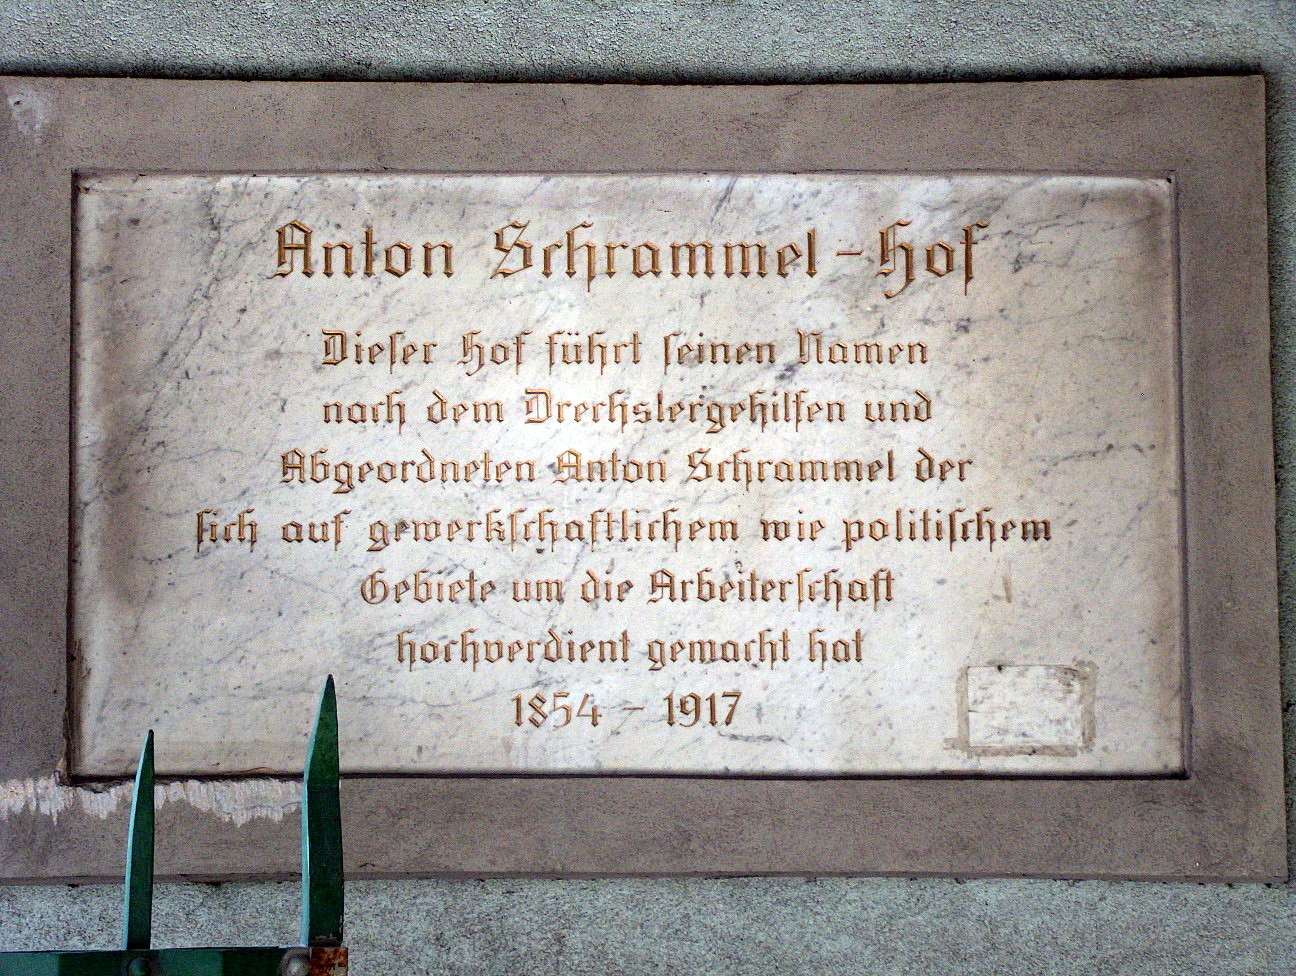 Anton Schrammel - Hof
Dieser Hof führt seinen Namen
nach dem Drechslergehilfen und
Abgeordneten Anton Schrammel der
sich auf gewerkschaftlichem wie politischem
Gebiete um die Arbeiterschaft
hochverdient gemacht hat
1854 - 1917